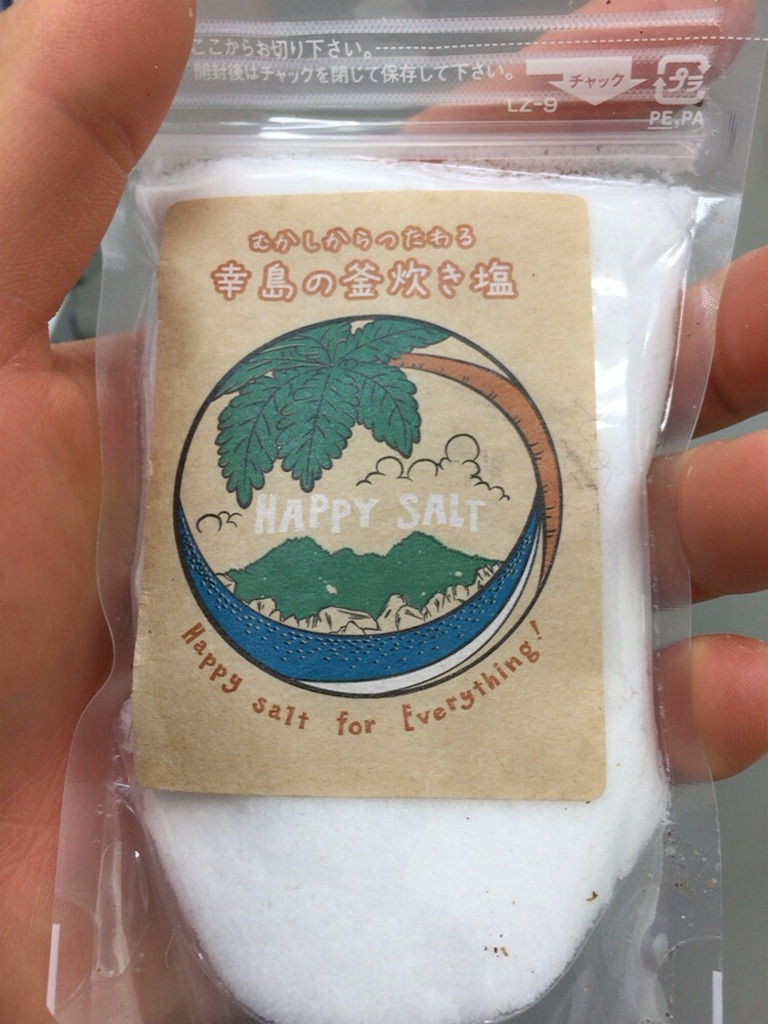 ここからお切り下さい。
開封後はチャックを閉じて保存して下さい。
チャック
プラ
LZ-9
PE,PA
むかしからつたわる
幸島の釜炊き塩
HAPPY SALT
Happy salt for Everything!